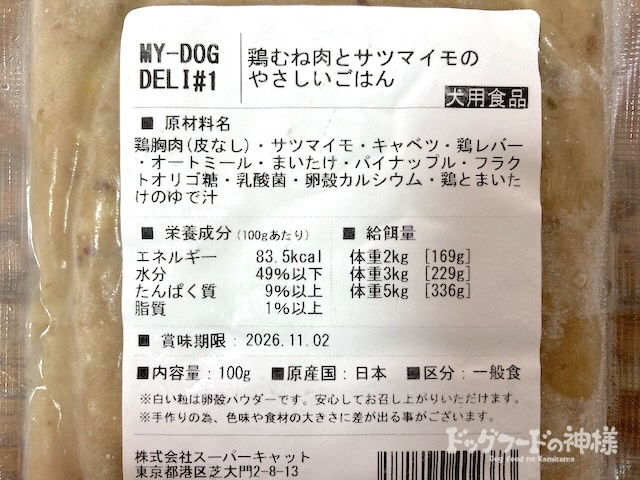 MY-DOG
DELI#1
鶏むね肉とサツマイモの
やさしいごはん
犬用食品
■ 原材料名
鶏胸肉(皮なし)・サツマイモ・キャベツ・鶏レバー
・オートミール・まいたけ・パイナップル・フラク
トオリゴ糖・乳酸菌・卵殻カルシウム・鶏とまいた
けのゆで汁
■ 栄養成分(100gあたり)
エネルギー 83.5kcal
水分 49%以下
たんぱく質 9%以上
脂質 1%以上
■ 給餌量
体重2kg [169g]
体重3kg [229g]
体重5kg [336g]
■ 賞味期限:2026.11.02
■内容量:100g ■原産国:日本 ■区分:一般食
※白い粒は卵殻パウダーです。安心してお召し上がりいただけます。
※手作りの為、色味や食材の大きさに差が出る事がございます。
株式会社スーパーキャット
東京都港区芝大門2-8-13
ドッグフードの神様
Dog Food no Kamisama